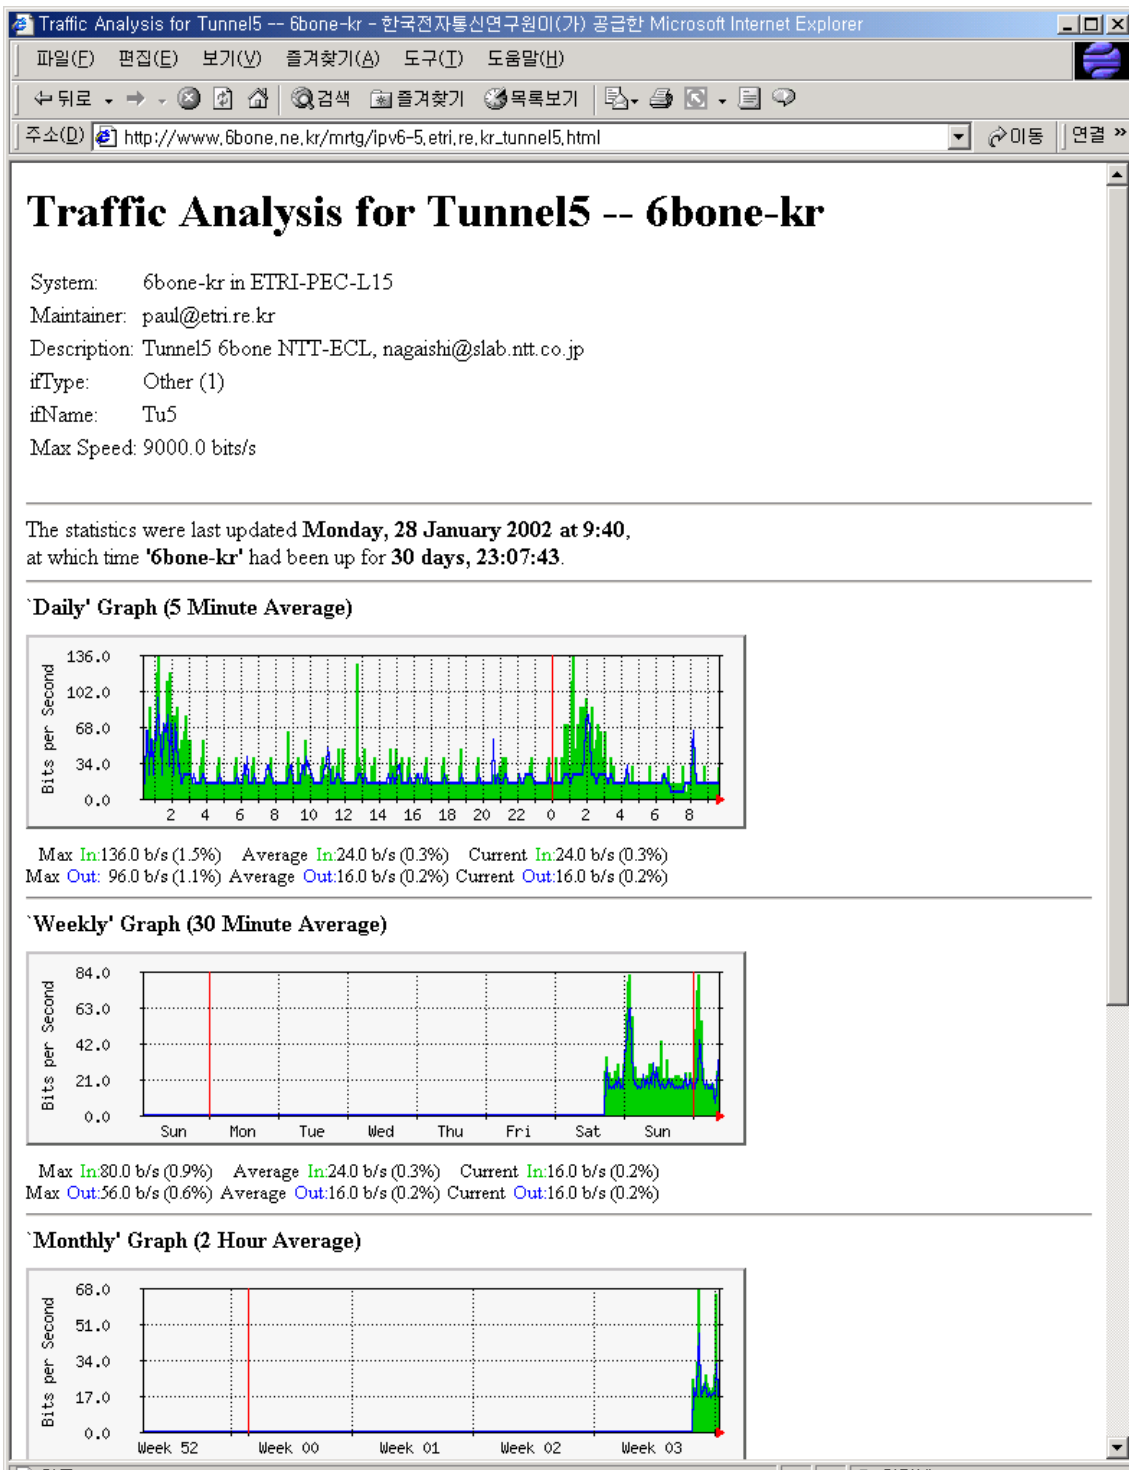 Traffic Analysis for Tunnel5 -- 6bone-kr - 한국전자통신연구원이(가) 공급한 Microsoft Internet Explorer
파일(F) 편집(E) 보기(V) 즐겨찾기(A) 도구(T) 도움말(H)
뒤로 검색 즐겨찾기 목록보기
주소(D) http://www.6bone.ne.kr/mrtg/ipv6-5.etri.re.kr_tunnel5.html 이동 연결 »
Traffic Analysis for Tunnel5 -- 6bone-kr
System: 6bone-kr in ETRI-PEC-L15
Maintainer: paul@etri.re.kr
Description: Tunnel5 6bone NTT-ECL, nagaishi@slab.ntt.co.jp
ifType: Other (1)
ifName: Tu5
Max Speed: 9000.0 bits/s
The statistics were last updated Monday, 28 January 2002 at 9:40,
at which time '6bone-kr' had been up for 30 days, 23:07:43.
`Daily' Graph (5 Minute Average)
Bits per Second
136.0
102.0
68.0
34.0
0.0
2 4 6 8 10 12 14 16 18 20 22 0 2 4 6 8
Max In:136.0 b/s (1.5%) Average In:24.0 b/s (0.3%) Current In:24.0 b/s (0.3%)
Max Out: 96.0 b/s (1.1%) Average Out:16.0 b/s (0.2%) Current Out:16.0 b/s (0.2%)
`Weekly' Graph (30 Minute Average)
Bits per Second
84.0
63.0
42.0
21.0
0.0
Sun Mon Tue Wed Thu Fri Sat Sun
Max In:80.0 b/s (0.9%) Average In:24.0 b/s (0.3%) Current In:16.0 b/s (0.2%)
Max Out:56.0 b/s (0.6%) Average Out:16.0 b/s (0.2%) Current Out:16.0 b/s (0.2%)
`Monthly' Graph (2 Hour Average)
Bits per Second
68.0
51.0
34.0
17.0
0.0
Week 52 Week 00 Week 01 Week 02 Week 03